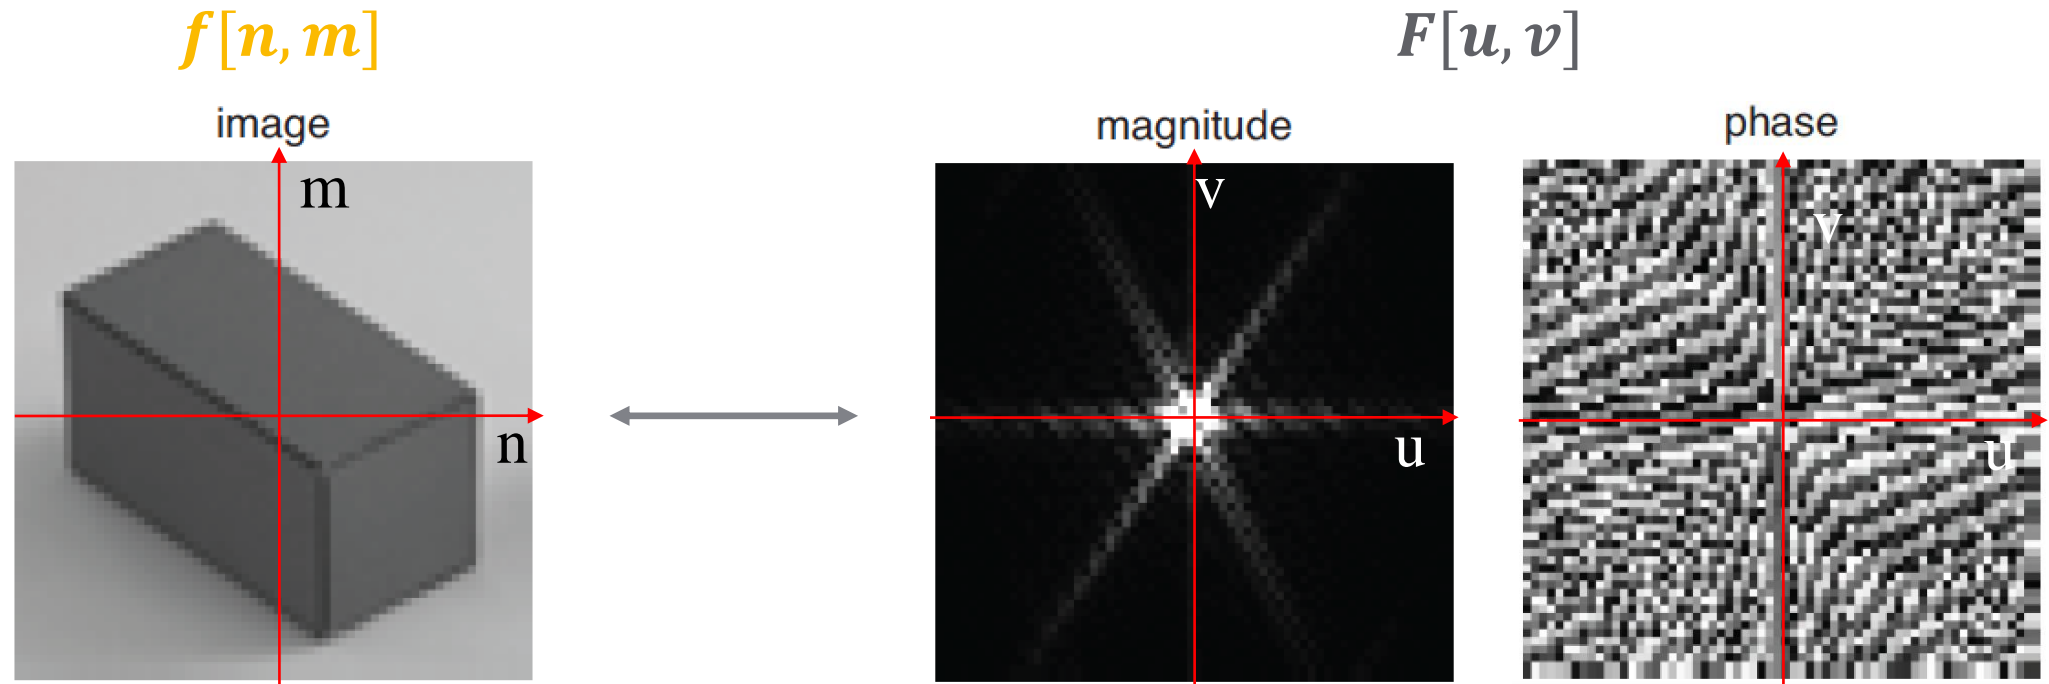 f[n, m]
F[u, v]
image
magnitude
phase
m
n
v
u
v
u